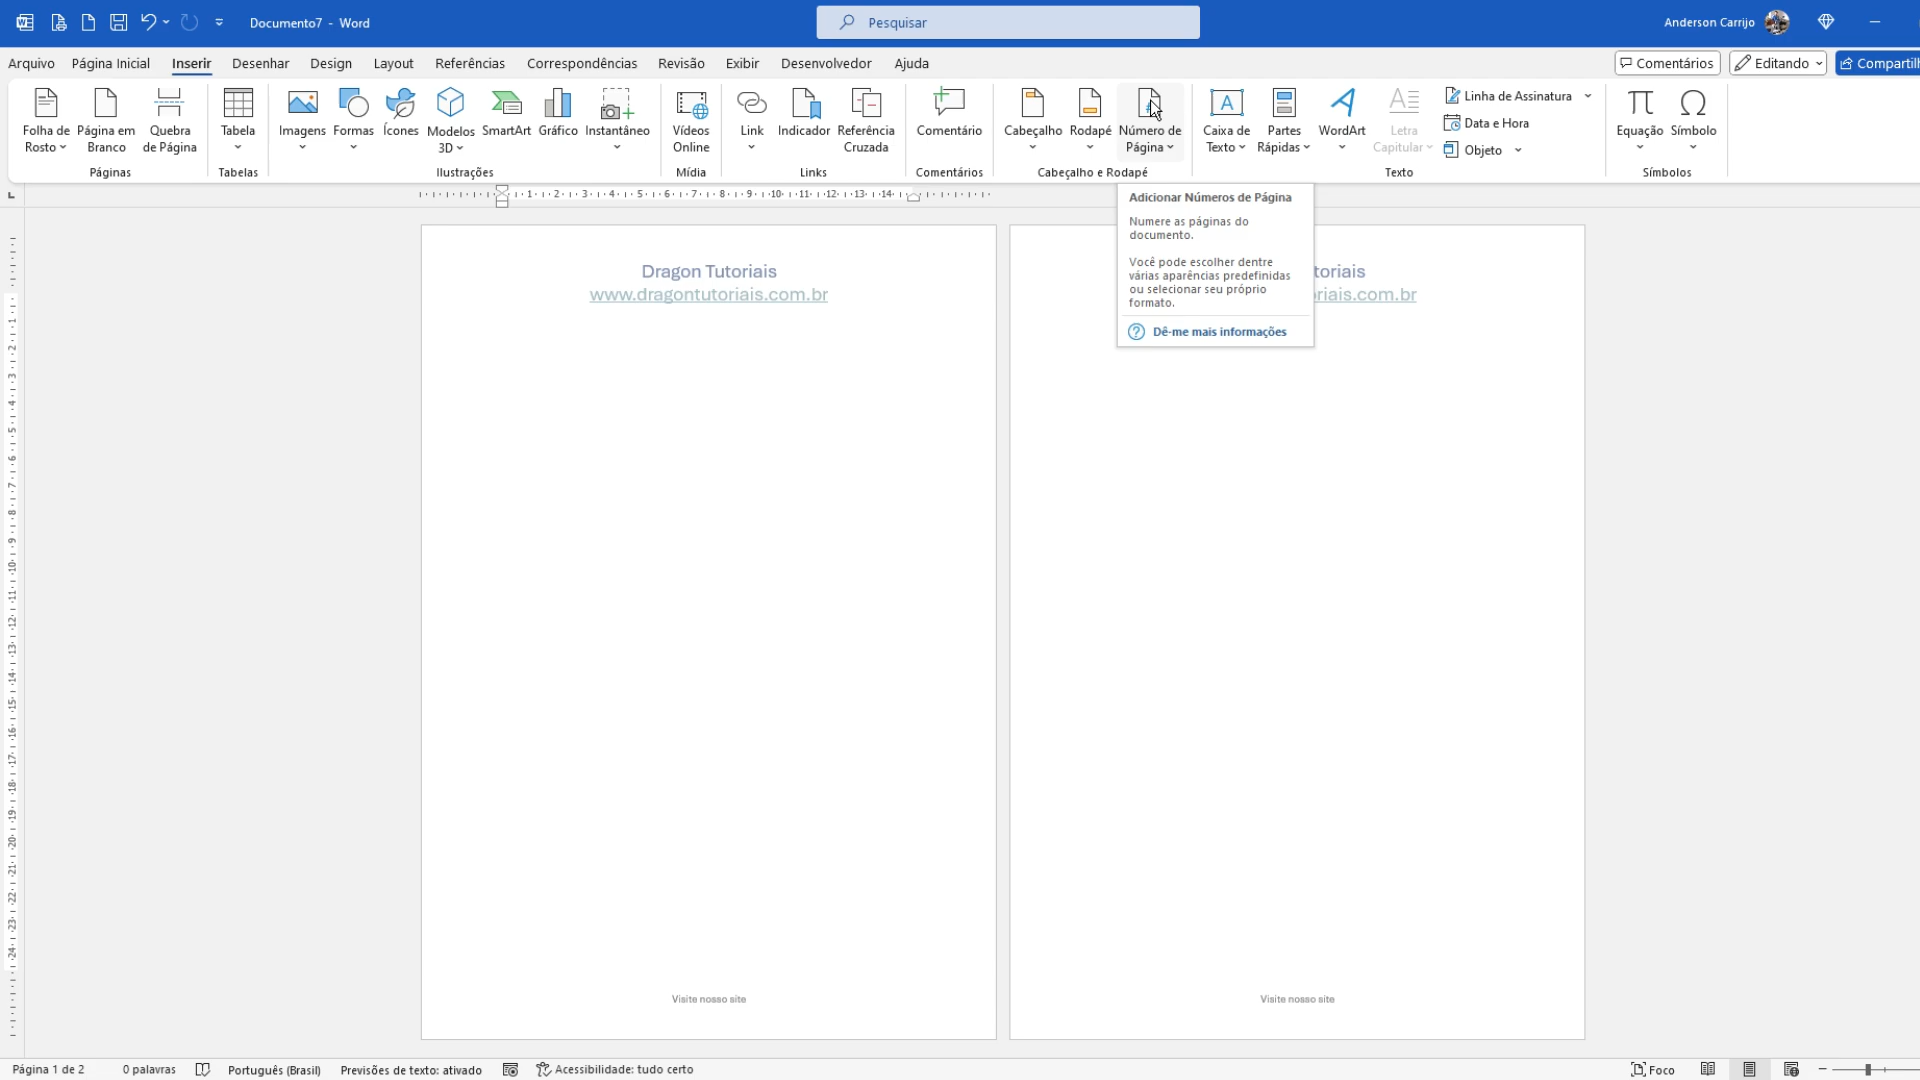 Documento7 - Word
Pesquisar
Anderson Carrijo
Arquivo Página Inicial Inserir Desenhar Design Layout Referências Correspondências Revisão Exibir Desenvolvedor Ajuda
Comentários Editando
Folha de Rosto
Página em Branco
Quebra de Página
Páginas
Tabela
Tabelas
Imagens
Formas
Ícones
Modelos 3D
SmartArt
Gráfico
Instantâneo
Ilustrações
Vídeos Online
Mídia
Link
Indicador
Referência Cruzada
Links
Comentário
Comentários
Cabeçalho
Rodapé
Número de Página
Cabeçalho e Rodapé
Caixa de Texto
Partes Rápidas
WordArt
Letra Capitular
Linha de Assinatura
Data e Hora
Objeto
Texto
Equação
Símbolo
Símbolos
Adicionar Números de Página
Numere as páginas do
documento.
Você pode escolher dentre
várias aparências predefinidas
ou selecionar seu próprio
formato.
Dê-me mais informações
Dragon Tutoriais
www.dragontutoriais.com.br
Visite nosso site
toriais
riais.com.br
Visite nosso site
Página 1 de 2 0 palavras Português (Brasil) Previsões de texto: ativado Acessibilidade: tudo certo
Foco